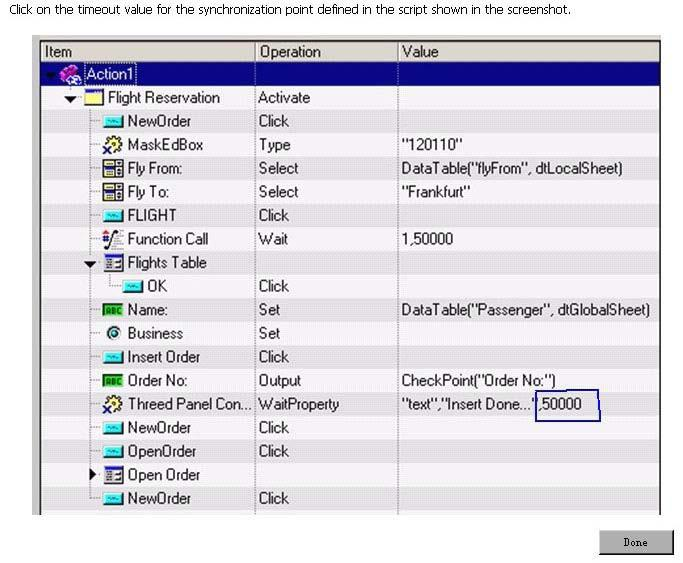 Click on the timeout value for the synchronization point defined in the script shown in the screenshot.
Item Operation Value
Action1
Flight Reservation Activate
NewOrder Click
MaskEdBox Type "120110"
Fly From: Select DataTable("flyFrom", dtLocalSheet)
Fly To: Select "Frankfurt"
FLIGHT Click
Function Call Wait 1,50000
Flights Table
OK Click
Name: Set DataTable("Passenger", dtGlobalSheet)
Business Set
Insert Order Click
Order No: Output CheckPoint("Order No:")
Threed Panel Con... WaitProperty "text","Insert Done...",50000
NewOrder Click
OpenOrder Click
Open Order
NewOrder Click
Done